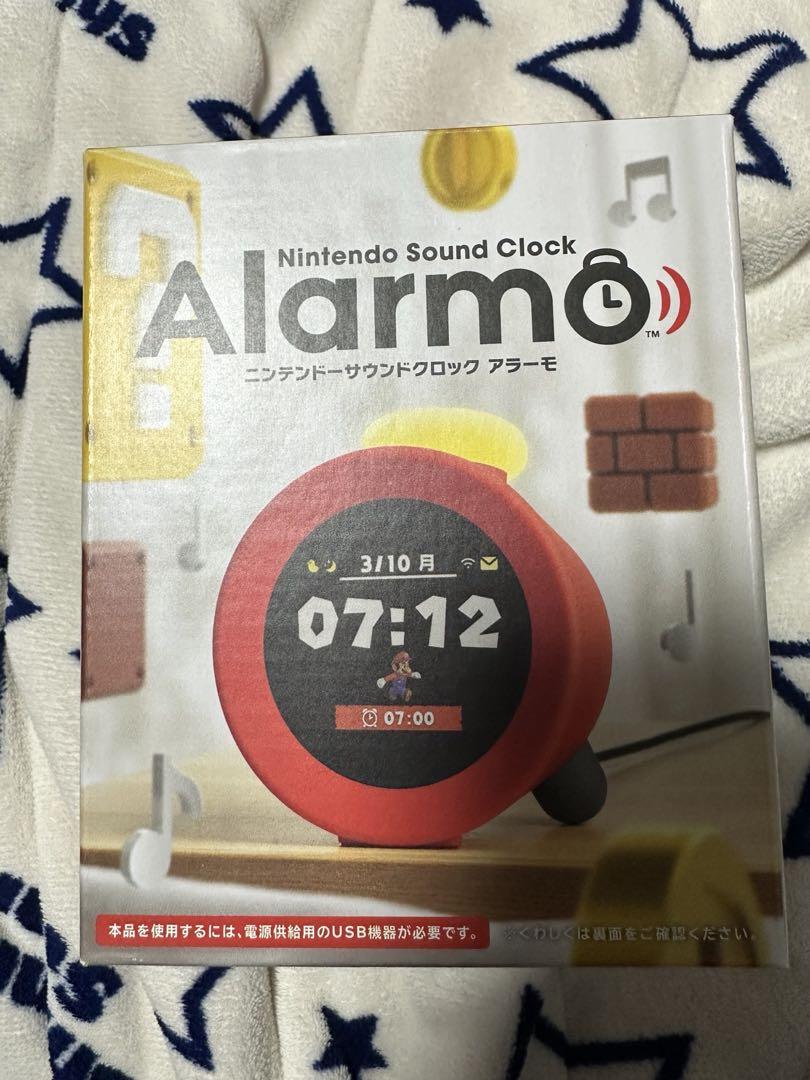 Nintendo Sound Clock
Alarmo
TM
ニンテンドーサウンドクロック アラーモ
3/10 月
07:12
07:00
本品を使用するには、電源供給用のUSB機器が必要です。
※くわしくは裏面をご確認ください。